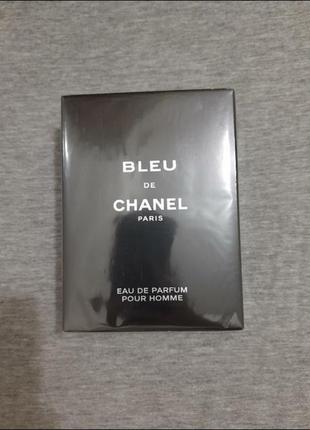 BLEU
DE
CHANEL
PARIS
EAU DE PARFUM
POUR HOMME